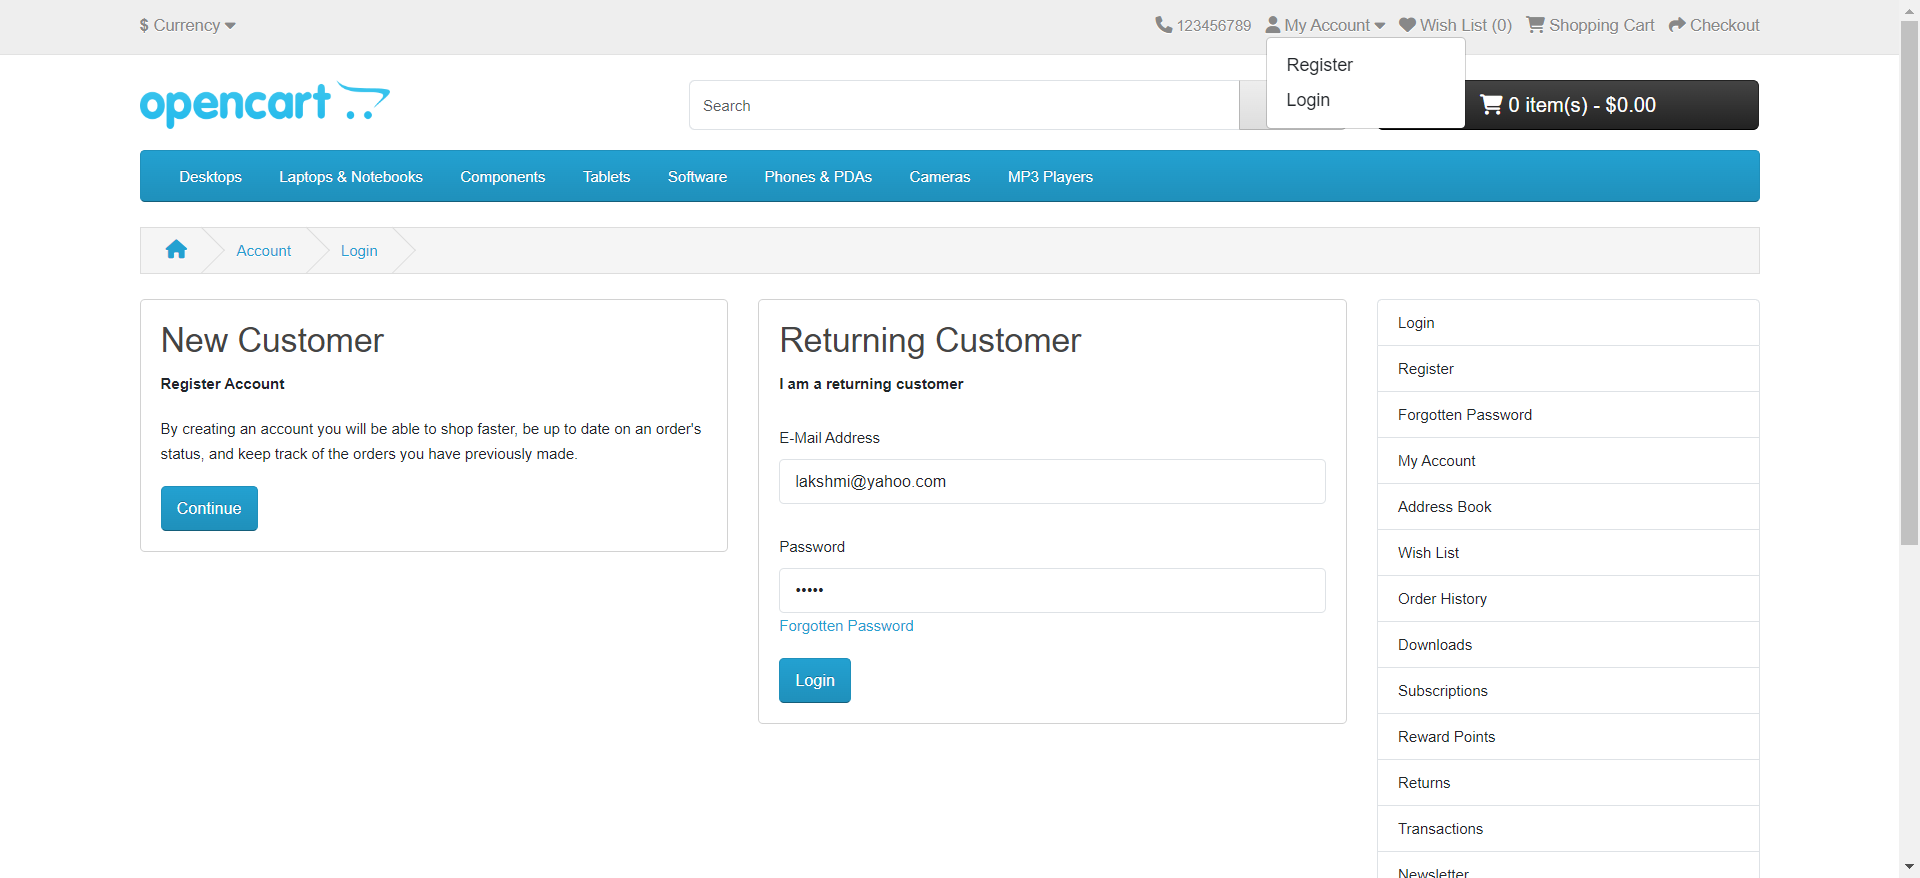 $ Currency
123456789 My Account Wish List (0) Shopping Cart Checkout
Register
Login
opencart
Search
0 item(s) - $0.00
Desktops Laptops & Notebooks Components Tablets Software Phones & PDAs Cameras MP3 Players
Account Login
New Customer
Register Account
By creating an account you will be able to shop faster, be up to date on an order's
status, and keep track of the orders you have previously made.
Continue
Returning Customer
I am a returning customer
E-Mail Address
lakshmi@yahoo.com
Password
•••••
Forgotten Password
Login
Login
Register
Forgotten Password
My Account
Address Book
Wish List
Order History
Downloads
Subscriptions
Reward Points
Returns
Transactions
Newsletter